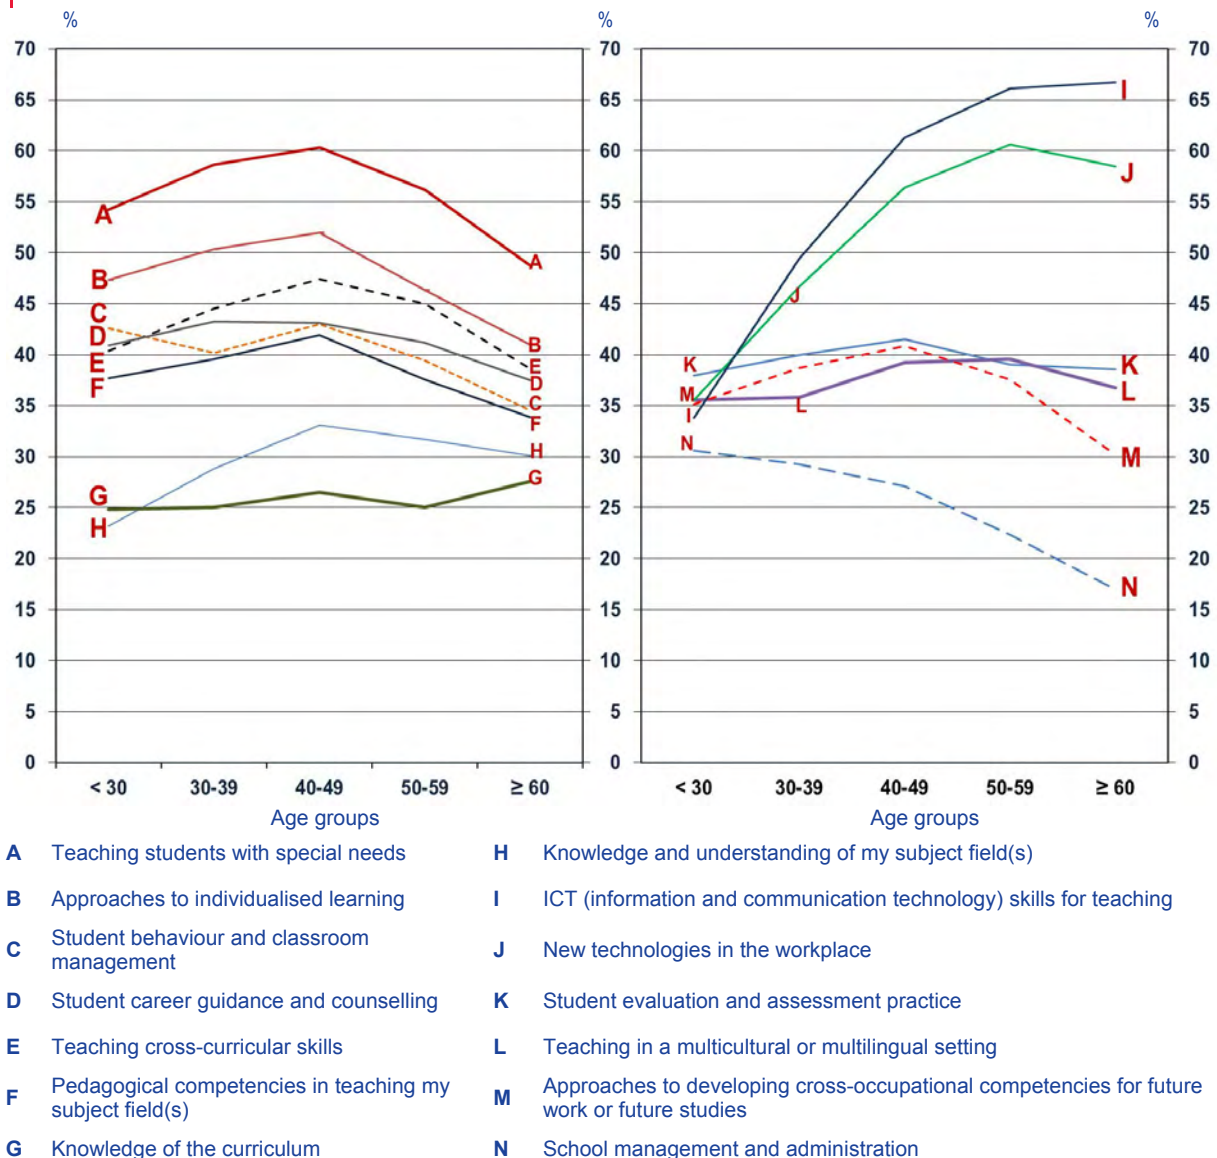 % % %
70 70 70
65 65 I 65
60 60 J 60
55 A 55 55
50 B 50 50
A
45 C 45 J 45
D B
40 E 40 K K 40
F E
D L
35 C 35 M L 35
F I
30 H 30 N M 30
25 G G 25 25
H
20 20 20
15 15 N 15
10 10 10
5 5 5
0 0 0
< 30 30-39 40-49 50-59 ≥ 60 < 30 30-39 40-49 50-59 ≥ 60
Age groups Age groups
A Teaching students with special needs
H Knowledge and understanding of my subject field(s)
B Approaches to individualised learning
I ICT (information and communication technology) skills for teaching
C Student behaviour and classroom
management
J New technologies in the workplace
D Student career guidance and counselling
K Student evaluation and assessment practice
E Teaching cross-curricular skills
L Teaching in a multicultural or multilingual setting
F Pedagogical competencies in teaching my
subject field(s)
M Approaches to developing cross-occupational competencies for future
work or future studies
G Knowledge of the curriculum
N School management and administration